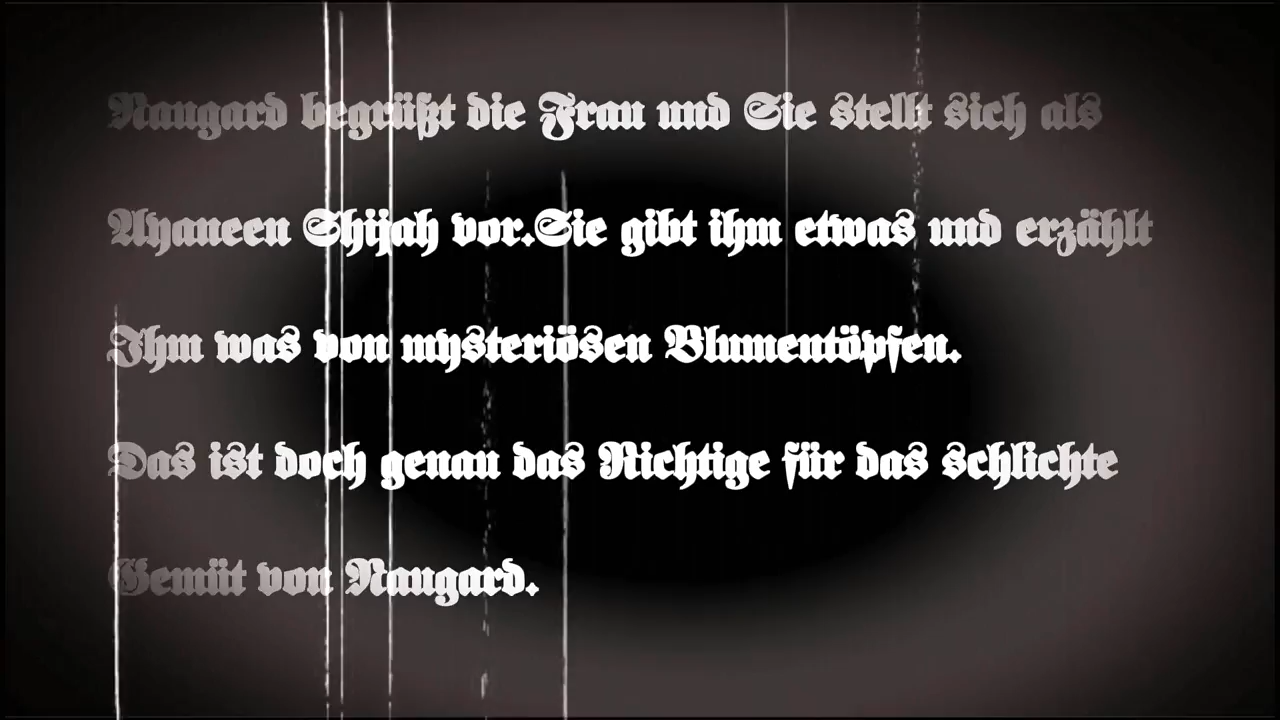 Naugard begrüßt die Frau und Sie stellt sich als
Ayaneen Shijah vor.Sie gibt ihm etwas und erzählt
Ihm was von mysteriösen Blumentöpfen.
Das ist doch genau das Richtige für das schlichte
Gemüt von Naugard.